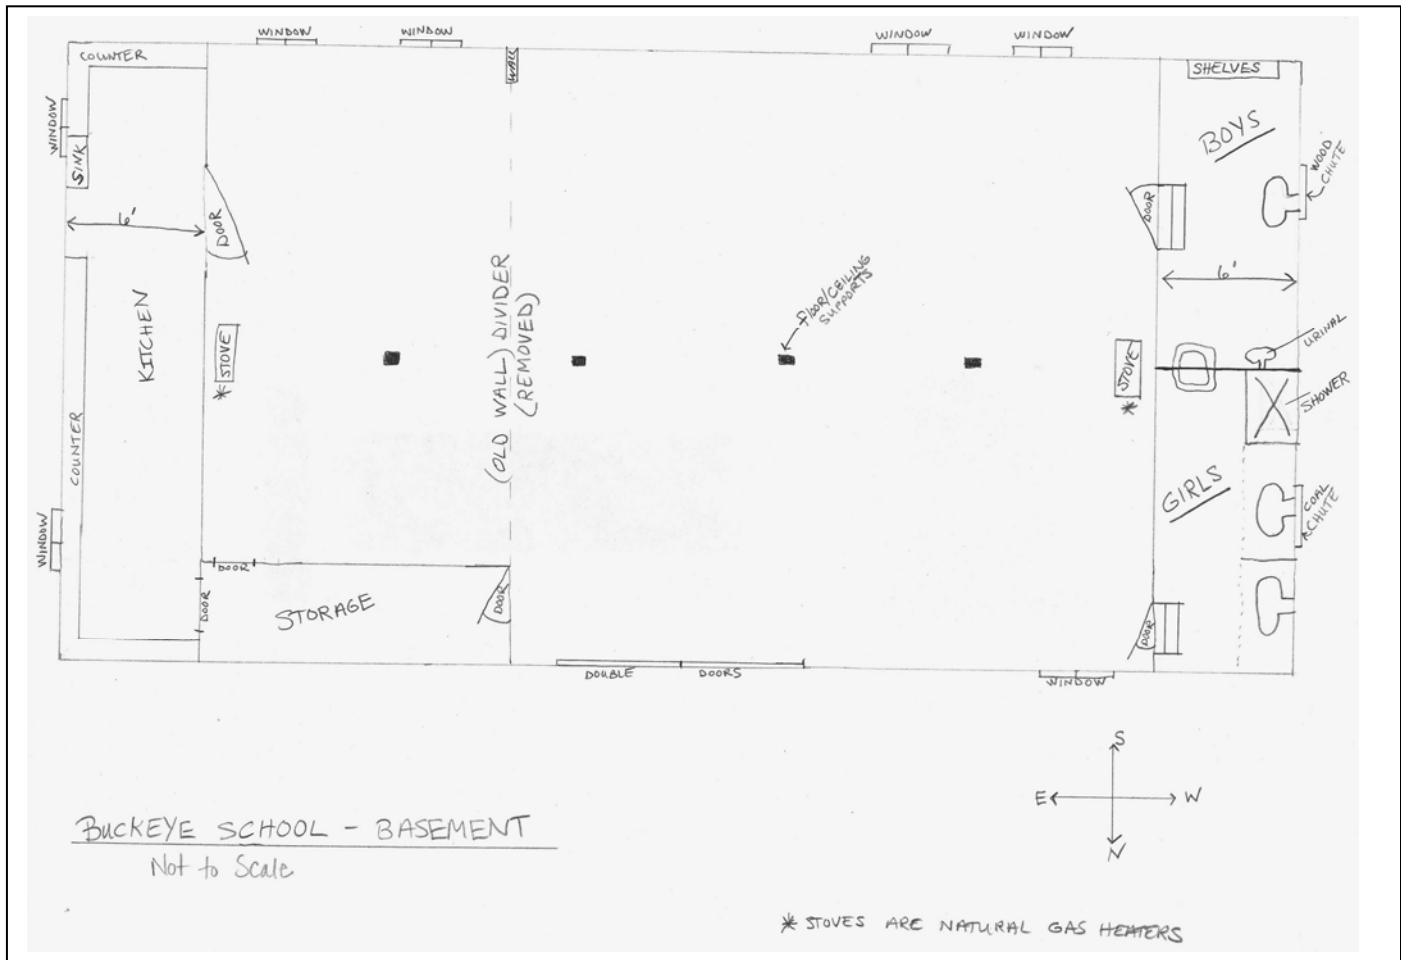 WINDOW
WINDOW
WINDOW
WINDOW
COUNTER
WALL
SHELVES
BOYS
WINDOW
SINK
WOOD
CHUTE
DOOR
DOOR
6'
6'
FLOOR/CEILING
SUPPORTS
KITCHEN
* STOVE
(OLD WALL) DIVIDER
(REMOVED)
* STOVE
URINAL
SHOWER
COUNTER
GIRLS
COAL
CHUTE
WINDOW
DOOR
DOOR
STORAGE
DOOR
DOOR
DOUBLE DOORS
WINDOW
S
E W
N
BUCKEYE SCHOOL - BASEMENT
Not to Scale
* STOVES ARE NATURAL GAS HEATERS